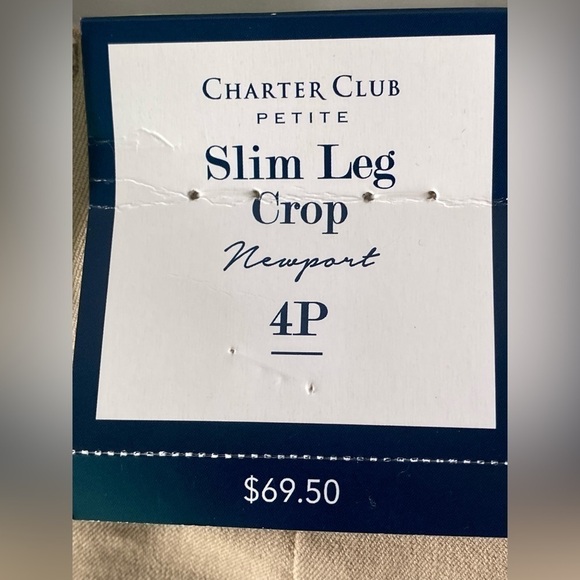 CHARTER CLUB
PETITE
Slim Leg
Crop
Newport
4P
$69.50